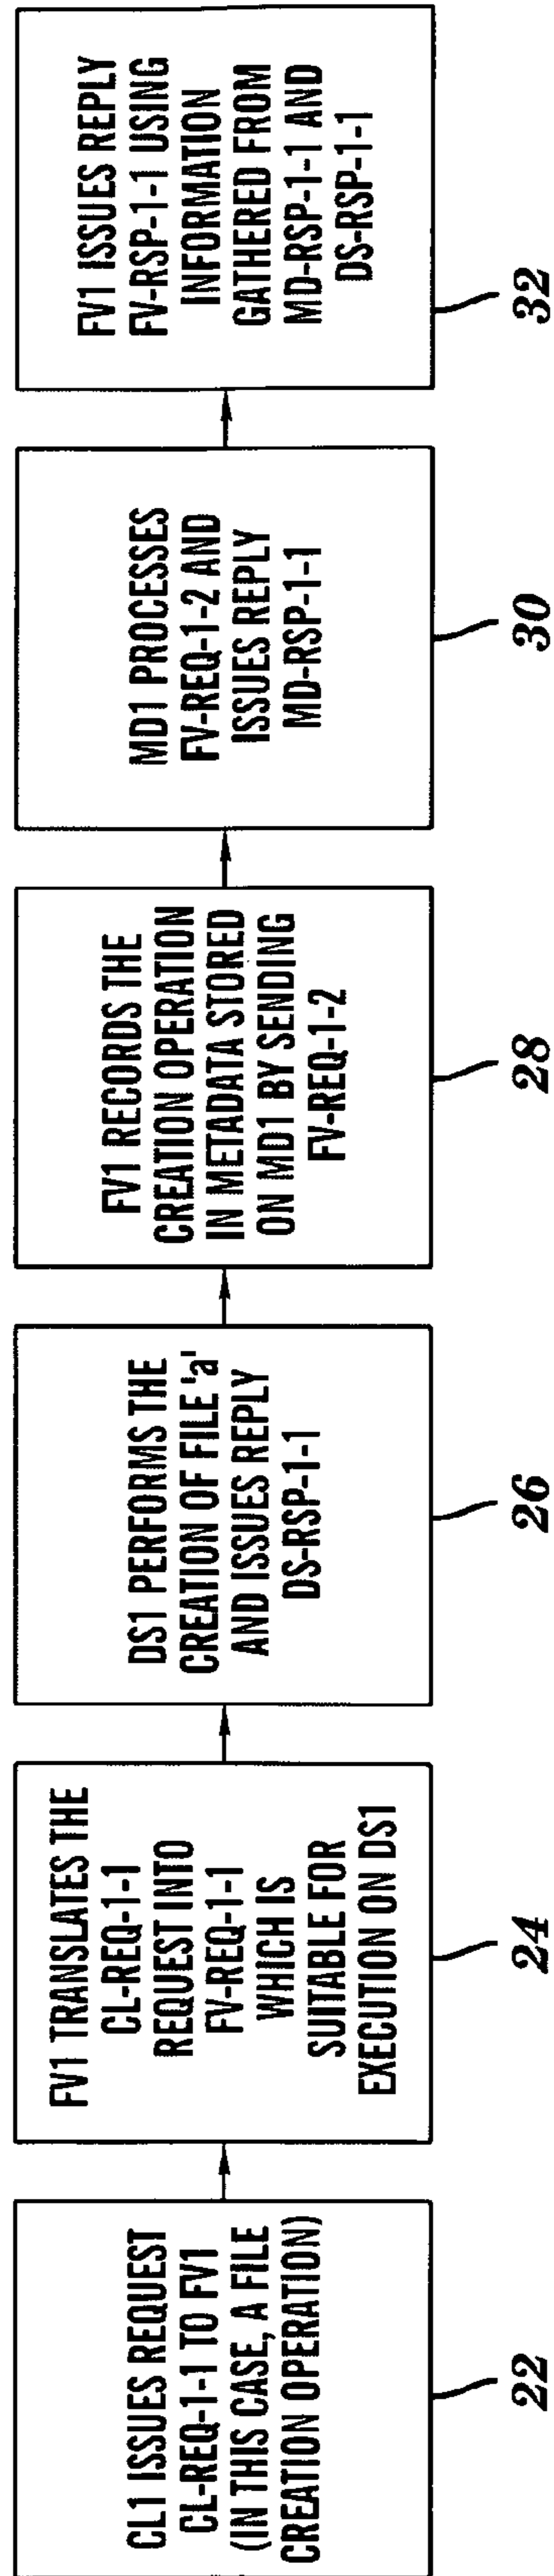 CL1 ISSUES REQUEST
CL-REQ-1-1 TO FV1
(IN THIS CASE, A FILE
CREATION OPERATION)
22
FV1 TRANSLATES THE
CL-REQ-1-1
REQUEST INTO
FV-REQ-1-1
WHICH IS
SUITABLE FOR
EXECUTION ON DS1
24
DS1 PERFORMS THE
CREATION OF FILE 'a'
AND ISSUES REPLY
DS-RSP-1-1
26
FV1 RECORDS THE
CREATION OPERATION
IN METADATA STORED
ON MD1 BY SENDING
FV-REQ-1-2
28
MD1 PROCESSES
FV-REQ-1-2 AND
ISSUES REPLY
MD-RSP-1-1
30
FV1 ISSUES REPLY
FV-RSP-1-1 USING
INFORMATION
GATHERED FROM
MD-RSP-1-1 AND
DS-RSP-1-1
32